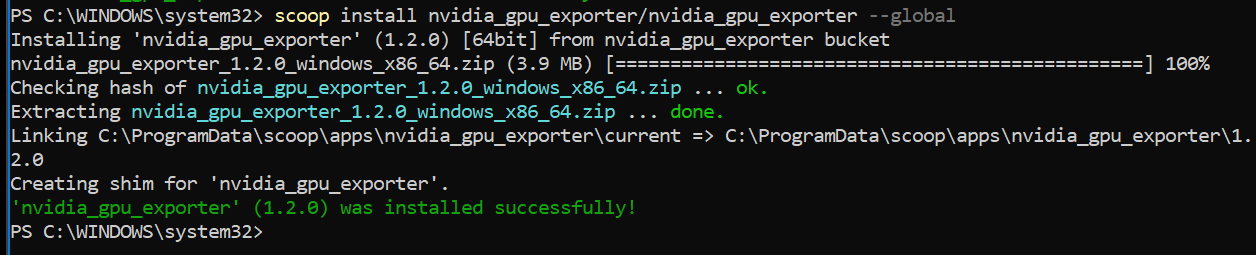 PS C:\WINDOWS\system32> scoop install nvidia_gpu_exporter/nvidia_gpu_exporter --global
Installing 'nvidia_gpu_exporter' (1.2.0) [64bit] from nvidia_gpu_exporter bucket
nvidia_gpu_exporter_1.2.0_windows_x86_64.zip (3.9 MB) [================================================] 100%
Checking hash of nvidia_gpu_exporter_1.2.0_windows_x86_64.zip ... ok.
Extracting nvidia_gpu_exporter_1.2.0_windows_x86_64.zip ... done.
Linking C:\ProgramData\scoop\apps\nvidia_gpu_exporter\current => C:\ProgramData\scoop\apps\nvidia_gpu_exporter\1.
2.0
Creating shim for 'nvidia_gpu_exporter'.
'nvidia_gpu_exporter' (1.2.0) was installed successfully!
PS C:\WINDOWS\system32>